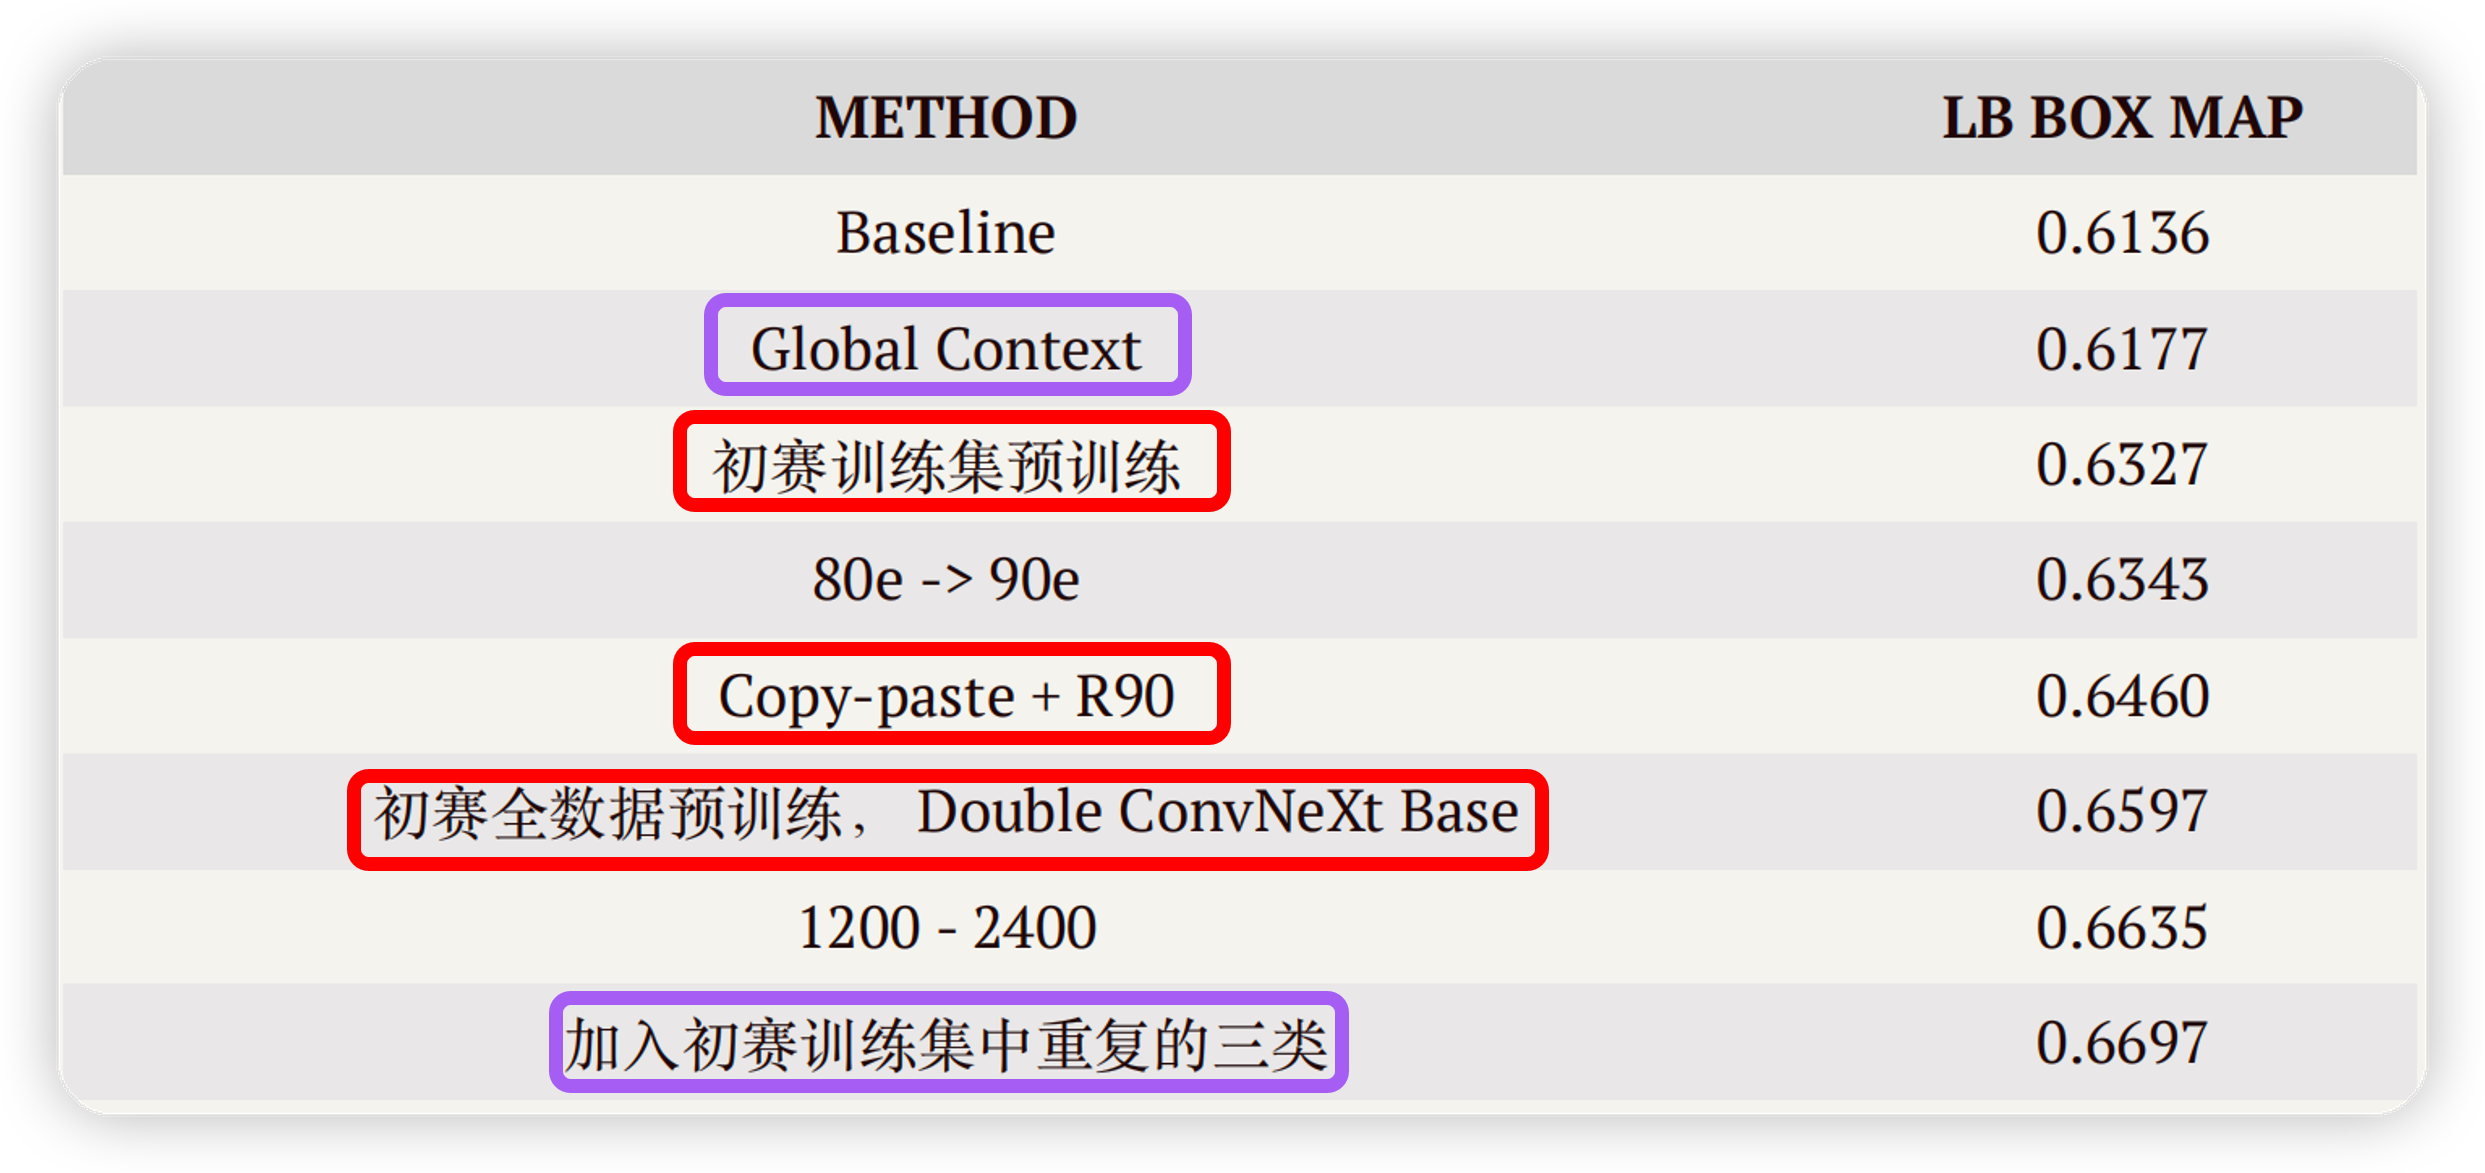 METHOD LB BOX MAP
Baseline 0.6136
Global Context 0.6177
初赛训练集预训练 0.6327
80e -> 90e 0.6343
Copy-paste + R90 0.6460
初赛全数据预训练， Double ConvNeXt Base 0.6597
1200 - 2400 0.6635
加入初赛训练集中重复的三类 0.6697